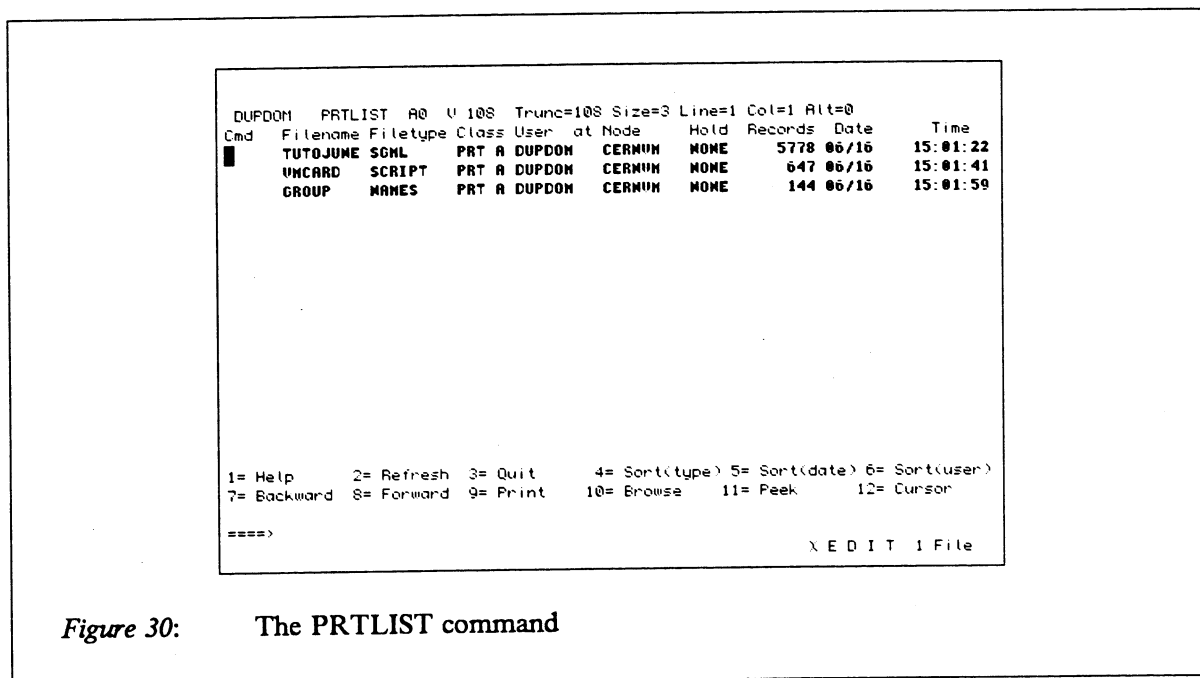 DUPDOM PRTLIST A0 V 108 Trunc=108 Size=3 Line=1 Col=1 Alt=0
Cmd Filename Filetype Class User at Node Hold Records Date Time
TUTOJUNE SGML PRT A DUPDOM CERNVM NONE 5778 06/16 15:01:22
VMCARD SCRIPT PRT A DUPDOM CERNVM NONE 647 06/16 15:01:41
GROUP NAMES PRT A DUPDOM CERNVM NONE 144 06/16 15:01:59
1= Help 2= Refresh 3= Quit 4= Sort(type) 5= Sort(date) 6= Sort(user)
7= Backward 8= Forward 9= Print 10= Browse 11= Peek 12= Cursor
====>
X E D I T 1 File
Figure 30: The PRTLIST command